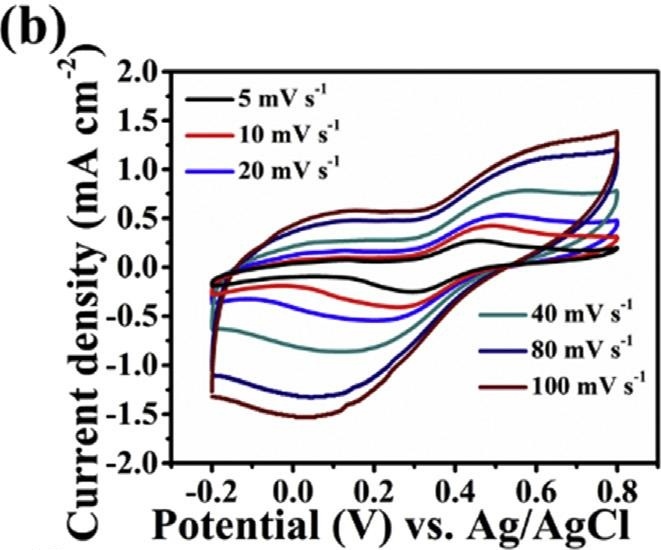 (b)
Current density (mA cm⁻²)
2.0
1.5
1.0
0.5
0.0
-0.5
-1.0
-1.5
-2.0
5 mV s⁻¹
10 mV s⁻¹
20 mV s⁻¹
40 mV s⁻¹
80 mV s⁻¹
100 mV s⁻¹
-0.2 0.0 0.2 0.4 0.6 0.8
Potential (V) vs. Ag/AgCl